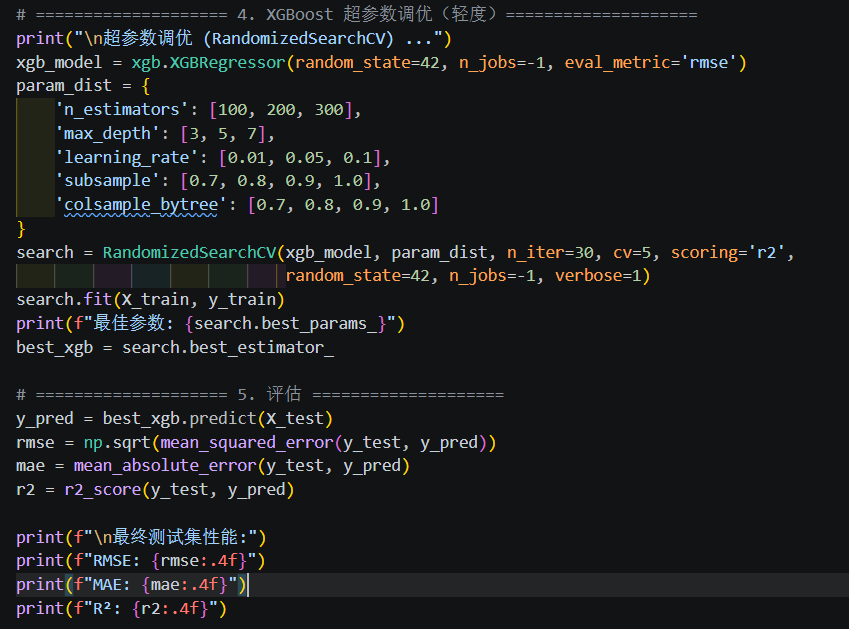 # ==================== 4. XGBoost 超参数调优（轻度）====================
print("\n超参数调优 (RandomizedSearchCV) ...")
xgb_model = xgb.XGBRegressor(random_state=42, n_jobs=-1, eval_metric='rmse')
param_dist = {
    'n_estimators': [100, 200, 300],
    'max_depth': [3, 5, 7],
    'learning_rate': [0.01, 0.05, 0.1],
    'subsample': [0.7, 0.8, 0.9, 1.0],
    'colsample_bytree': [0.7, 0.8, 0.9, 1.0]
}
search = RandomizedSearchCV(xgb_model, param_dist, n_iter=30, cv=5, scoring='r2',
                            random_state=42, n_jobs=-1, verbose=1)
search.fit(X_train, y_train)
print(f"最佳参数: {search.best_params_}")
best_xgb = search.best_estimator_

# ==================== 5. 评估 ====================
y_pred = best_xgb.predict(X_test)
rmse = np.sqrt(mean_squared_error(y_test, y_pred))
mae = mean_absolute_error(y_test, y_pred)
r2 = r2_score(y_test, y_pred)

print(f"\n最终测试集性能:")
print(f"RMSE: {rmse:.4f}")
print(f"MAE: {mae:.4f}")
print(f"R²: {r2:.4f}")